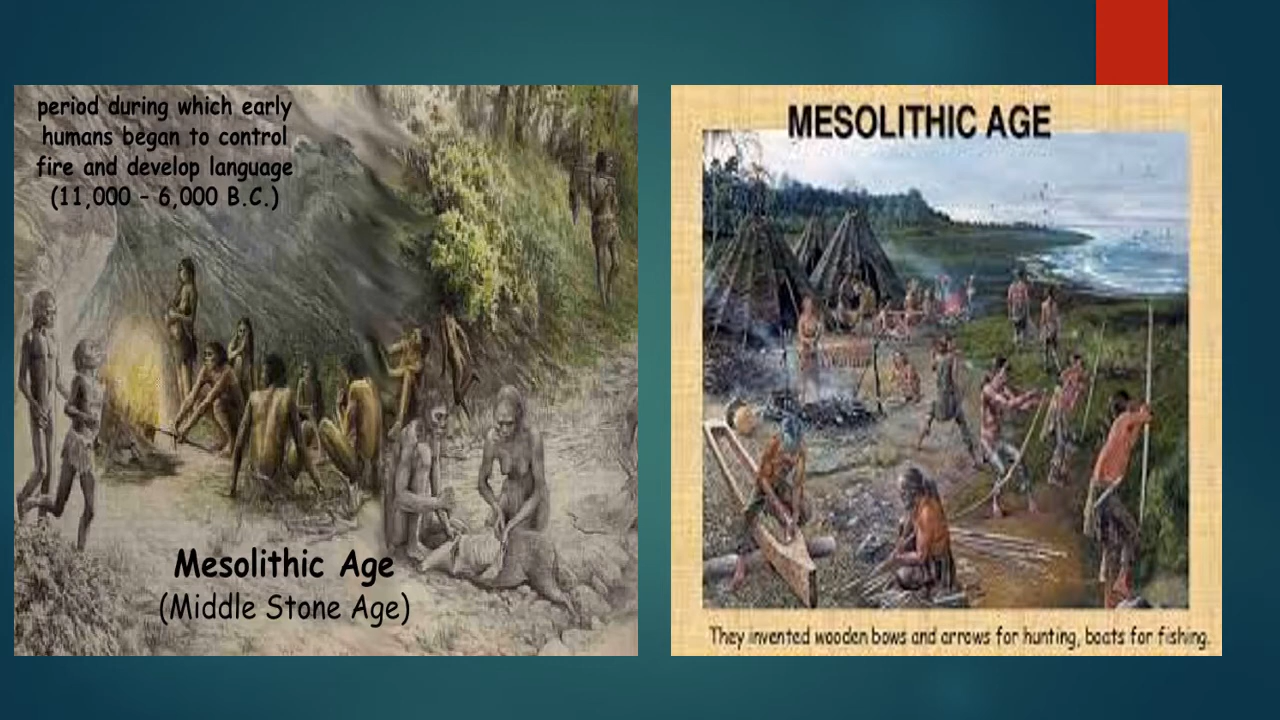 period during which early
humans began to control
fire and develop language
(11,000 – 6,000 B.C.)
Mesolithic Age
(Middle Stone Age)
MESOLITHIC AGE
They invented wooden bows and arrows for hunting, boats for fishing.